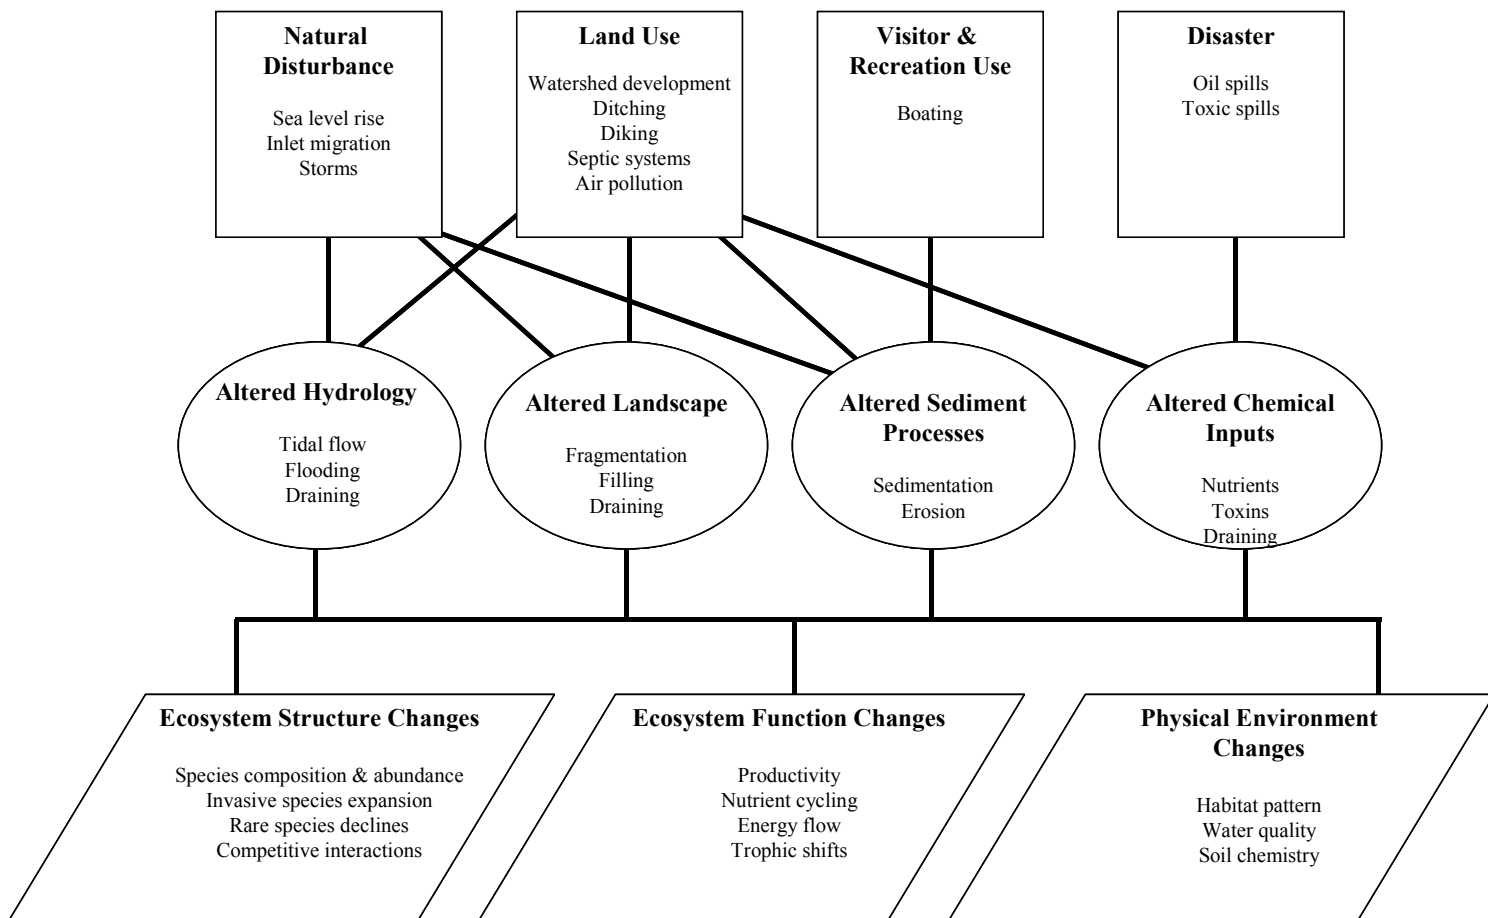 Natural
Disturbance
Sea level rise
Inlet migration
Storms
Land Use
Watershed development
Ditching
Diking
Septic systems
Air pollution
Visitor &
Recreation Use
Boating
Disaster
Oil spills
Toxic spills
Altered Hydrology
Tidal flow
Flooding
Draining
Altered Landscape
Fragmentation
Filling
Draining
Altered Sediment
Processes
Sedimentation
Erosion
Altered Chemical
Inputs
Nutrients
Toxins
Draining
Ecosystem Structure Changes
Species composition & abundance
Invasive species expansion
Rare species declines
Competitive interactions
Ecosystem Function Changes
Productivity
Nutrient cycling
Energy flow
Trophic shifts
Physical Environment
Changes
Habitat pattern
Water quality
Soil chemistry